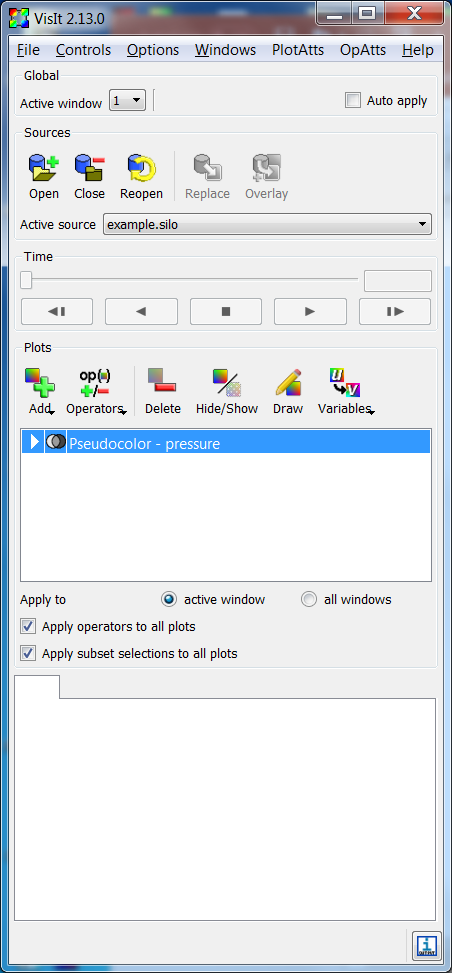 VisIt 2.13.0
File Controls Options Windows PlotAtts OpAtts Help
Global
Active window 1 Auto apply
Sources
Open Close Reopen Replace Overlay
Active source example.silo
Time
Plots
op(x)
+/-
U
V
Add Operators Delete Hide/Show Draw Variables
Pseudocolor - pressure
Apply to active window all windows
Apply operators to all plots
Apply subset selections to all plots